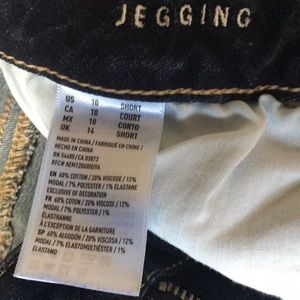 JEGGING
US 10 SHORT
CA 10 COURT
MX 10 CORTO
UK 14 SHORT
MADE IN CHINA / FABRIQUÉ EN CHINE /
HECHO EN CHINA
RN 54485/CA 03873
RFC#
EN 60% COTTON / 20% VISCOSE / 12%
MODAL / 7% POLYESTER / 1% ELASTANE
EXCLUSIVE OF DECORATION
FR 60% COTON / 20% VISCOSE / 12%
MODAL / 7% POLYESTER / 1%
ÉLASTHANNE
À L'EXCEPTION DE LA GARNITURE
SP 60% ALGODÓN / 20% VISCOSA / 12%
MODAL / 7% ELASTOMULTIÉSTER / 1%
ELASTANO